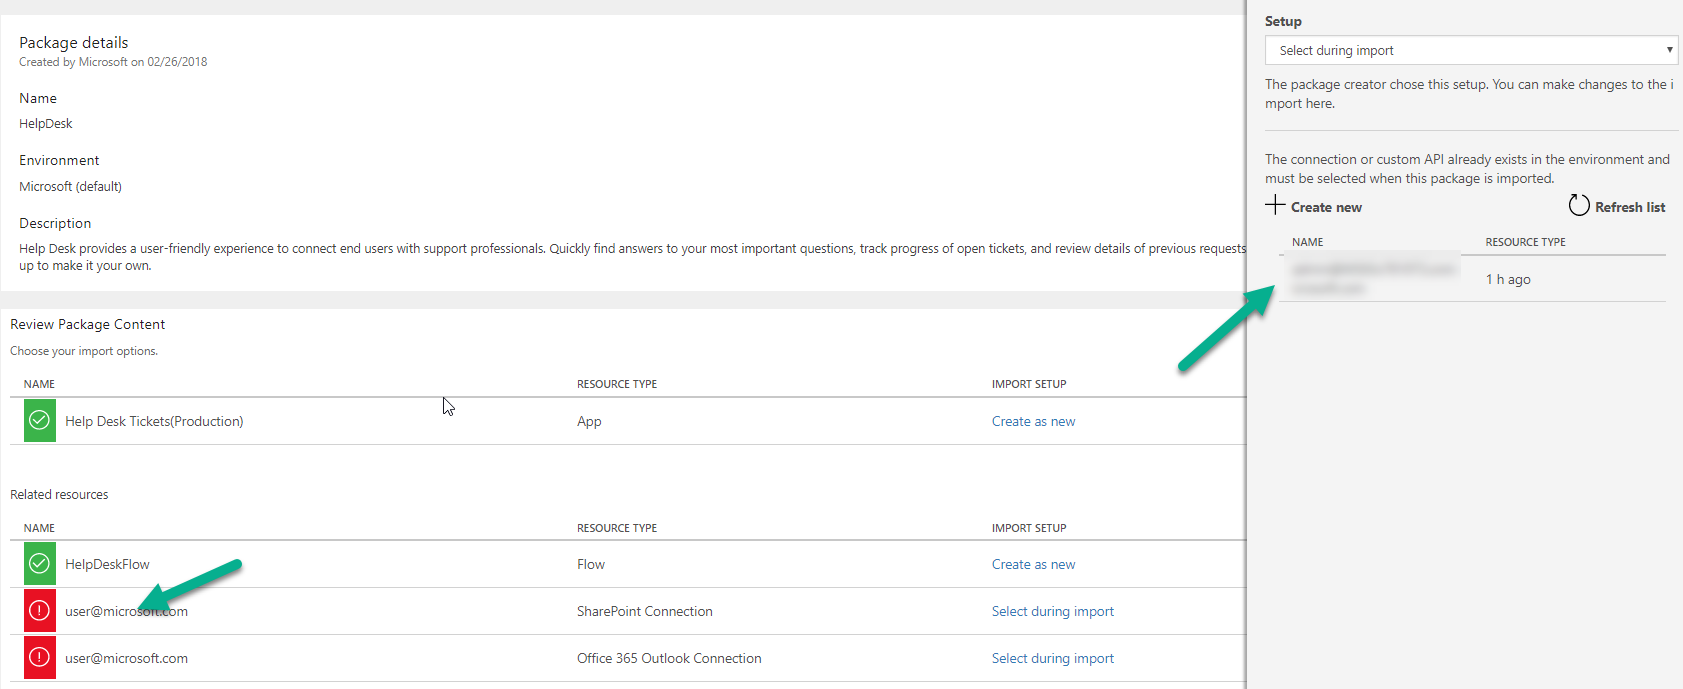 Package details
Created by Microsoft on 02/26/2018
Name
HelpDesk
Environment
Microsoft (default)
Description
Help Desk provides a user-friendly experience to connect end users with support professionals. Quickly find answers to your most important questions, track progress of open tickets, and review details of previous requests
up to make it your own.
Review Package Content
Choose your import options.
NAME RESOURCE TYPE IMPORT SETUP
Help Desk Tickets(Production) App Create as new
Related resources
NAME RESOURCE TYPE IMPORT SETUP
HelpDeskFlow Flow Create as new
user@microsoft.com SharePoint Connection Select during import
user@microsoft.com Office 365 Outlook Connection Select during import
Setup
Select during import
The package creator chose this setup. You can make changes to the i
mport here.
The connection or custom API already exists in the environment and
must be selected when this package is imported.
Create new Refresh list
NAME RESOURCE TYPE
1 h ago